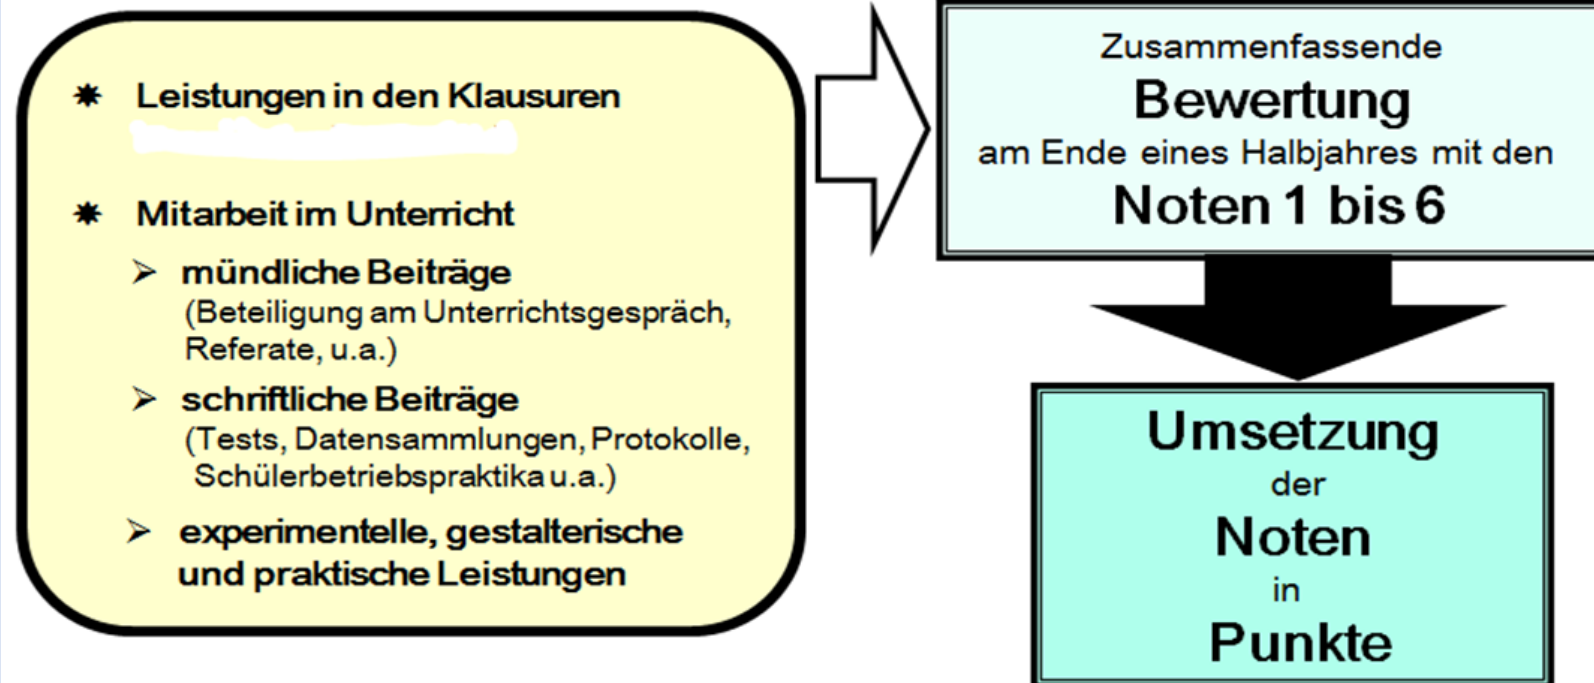 ✷ Leistungen in den Klausuren
✷ Mitarbeit im Unterricht
➢ mündliche Beiträge
(Beteiligung am Unterrichtsgespräch,
Referate, u.a.)
➢ schriftliche Beiträge
(Tests, Datensammlungen, Protokolle,
Schülerbetriebspraktika u.a.)
➢ experimentelle, gestalterische
und praktische Leistungen
Zusammenfassende
Bewertung
am Ende eines Halbjahres mit den
Noten 1 bis 6
Umsetzung
der
Noten
in
Punkte